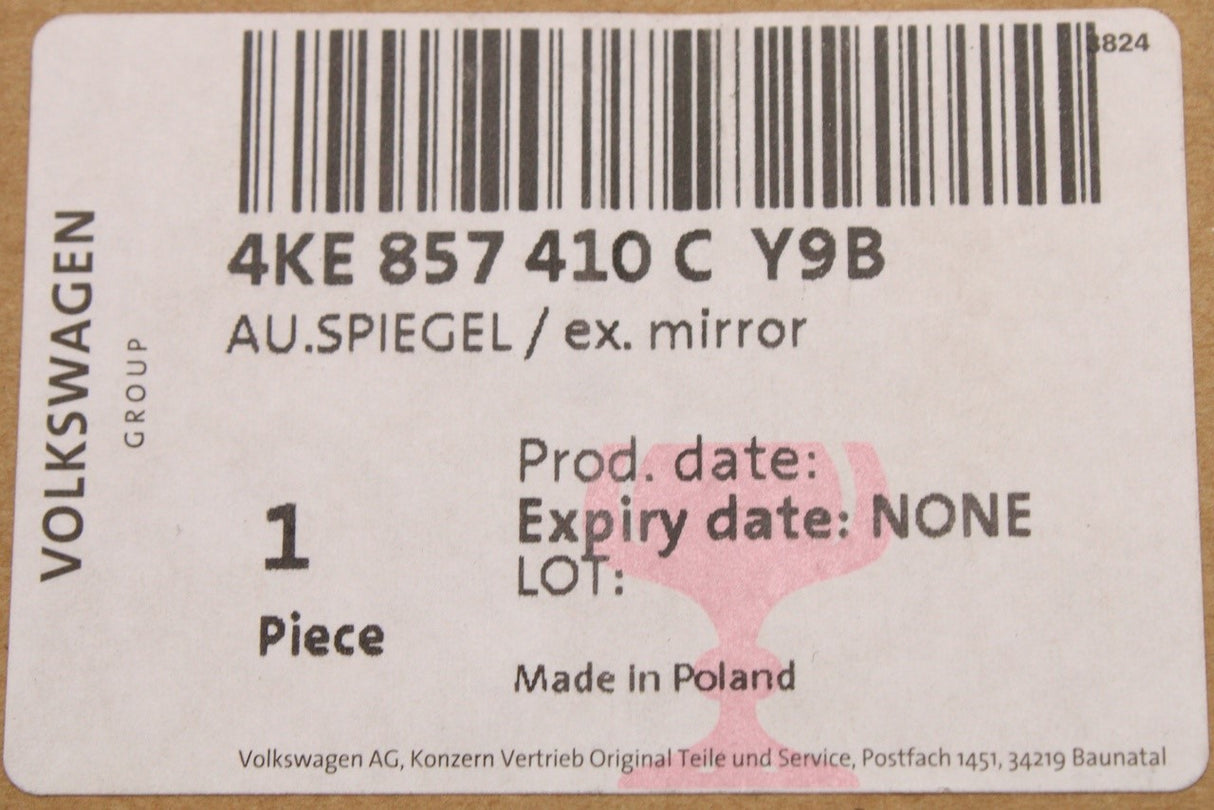 3824
4KE 857 410 C Y9B
AU.SPIEGEL / ex. mirror
VOLKSWAGEN
GROUP
Prod. date:
Expiry date: NONE
LOT:
1
Piece
Made in Poland
Volkswagen AG, Konzern Vertrieb Original Teile und Service, Postfach 1451, 34219 Baunatal